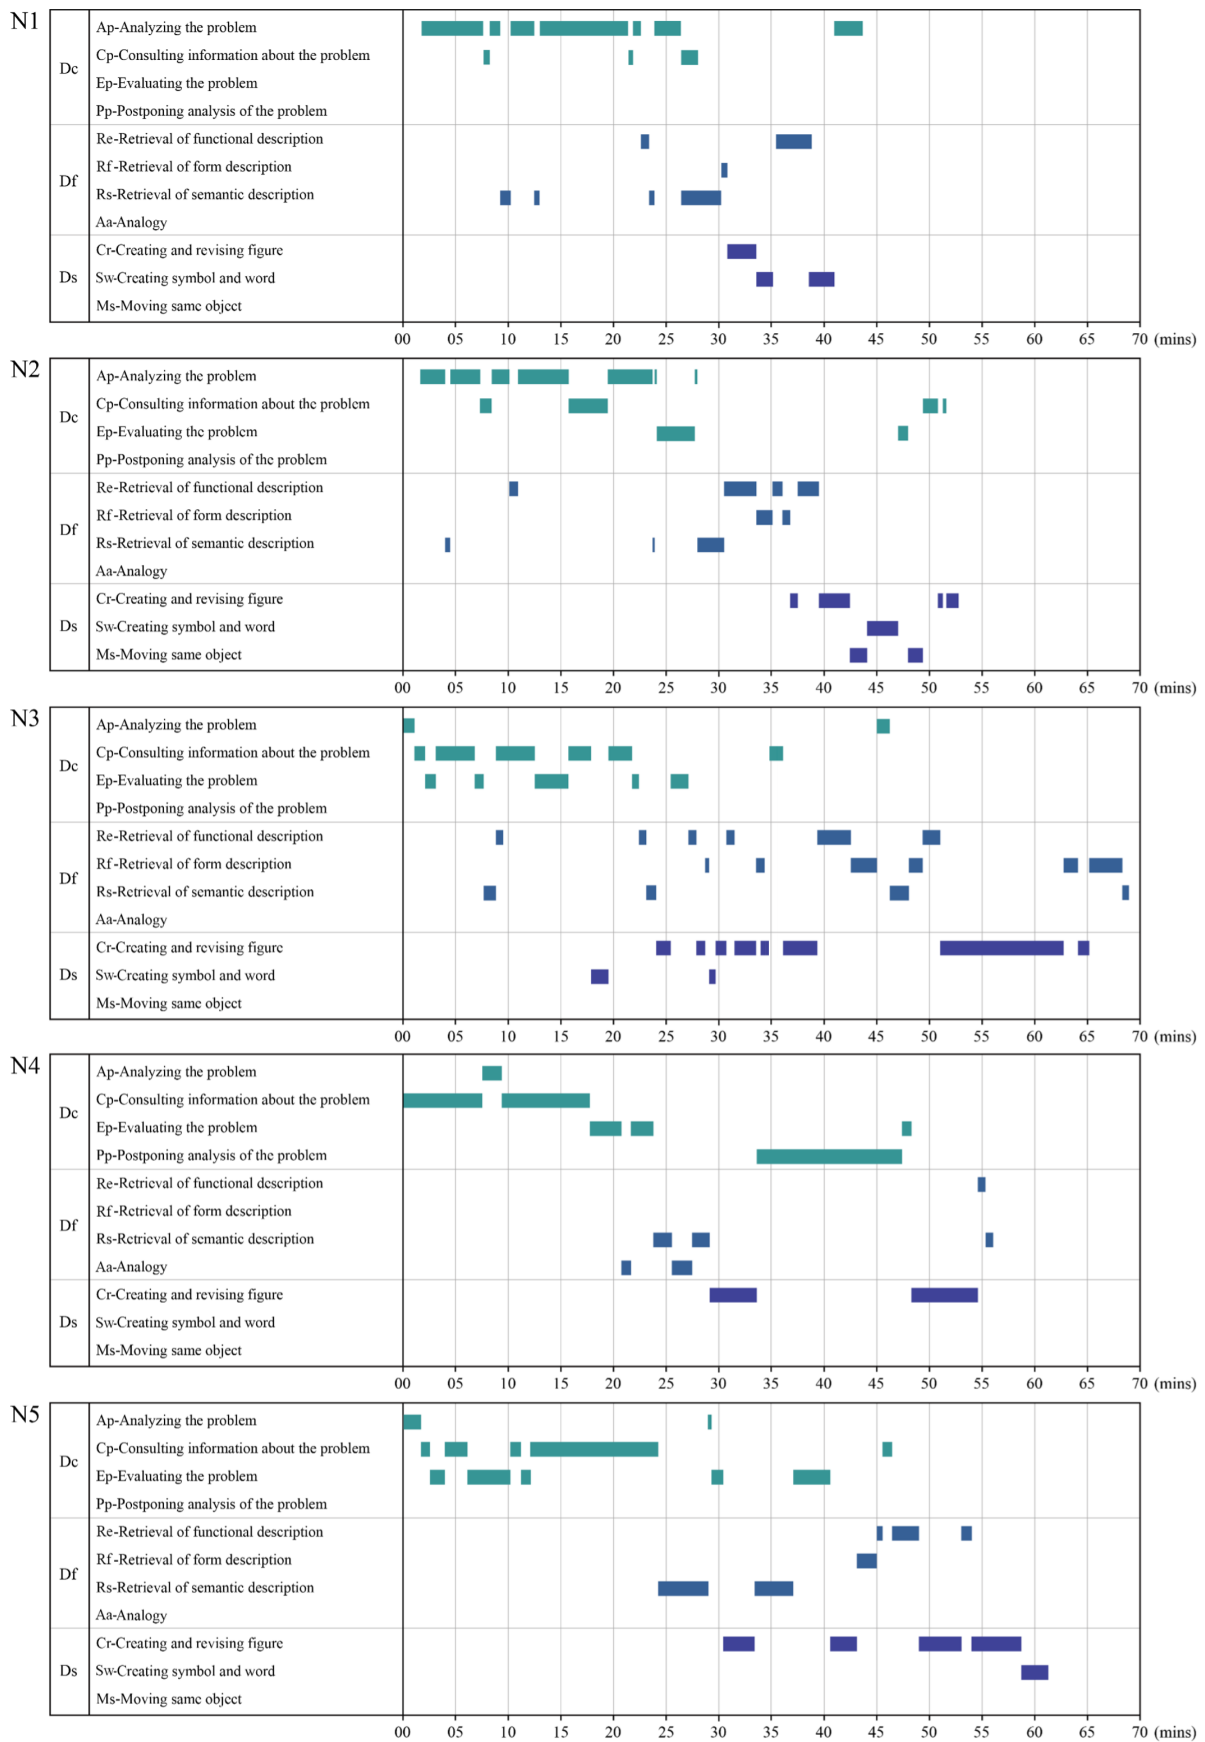 N1
Dc
Ap-Analyzing the problem
Cp-Consulting information about the problem
Ep-Evaluating the problem
Pp-Postponing analysis of the problem
Df
Re-Retrieval of functional description
Rf-Retrieval of form description
Rs-Retrieval of semantic description
Aa-Analogy
Ds
Cr-Creating and revising figure
Sw-Creating symbol and word
Ms-Moving same object
00 05 10 15 20 25 30 35 40 45 50 55 60 65 70 (mins)
N2
Dc
Ap-Analyzing the problem
Cp-Consulting information about the problem
Ep-Evaluating the problem
Pp-Postponing analysis of the problem
Df
Re-Retrieval of functional description
Rf-Retrieval of form description
Rs-Retrieval of semantic description
Aa-Analogy
Ds
Cr-Creating and revising figure
Sw-Creating symbol and word
Ms-Moving same object
00 05 10 15 20 25 30 35 40 45 50 55 60 65 70 (mins)
N3
Dc
Ap-Analyzing the problem
Cp-Consulting information about the problem
Ep-Evaluating the problem
Pp-Postponing analysis of the problem
Df
Re-Retrieval of functional description
Rf-Retrieval of form description
Rs-Retrieval of semantic description
Aa-Analogy
Ds
Cr-Creating and revising figure
Sw-Creating symbol and word
Ms-Moving same object
00 05 10 15 20 25 30 35 40 45 50 55 60 65 70 (mins)
N4
Dc
Ap-Analyzing the problem
Cp-Consulting information about the problem
Ep-Evaluating the problem
Pp-Postponing analysis of the problem
Df
Re-Retrieval of functional description
Rf-Retrieval of form description
Rs-Retrieval of semantic description
Aa-Analogy
Ds
Cr-Creating and revising figure
Sw-Creating symbol and word
Ms-Moving same object
00 05 10 15 20 25 30 35 40 45 50 55 60 65 70 (mins)
N5
Dc
Ap-Analyzing the problem
Cp-Consulting information about the problem
Ep-Evaluating the problem
Pp-Postponing analysis of the problem
Df
Re-Retrieval of functional description
Rf-Retrieval of form description
Rs-Retrieval of semantic description
Aa-Analogy
Ds
Cr-Creating and revising figure
Sw-Creating symbol and word
Ms-Moving same object
00 05 10 15 20 25 30 35 40 45 50 55 60 65 70 (mins)